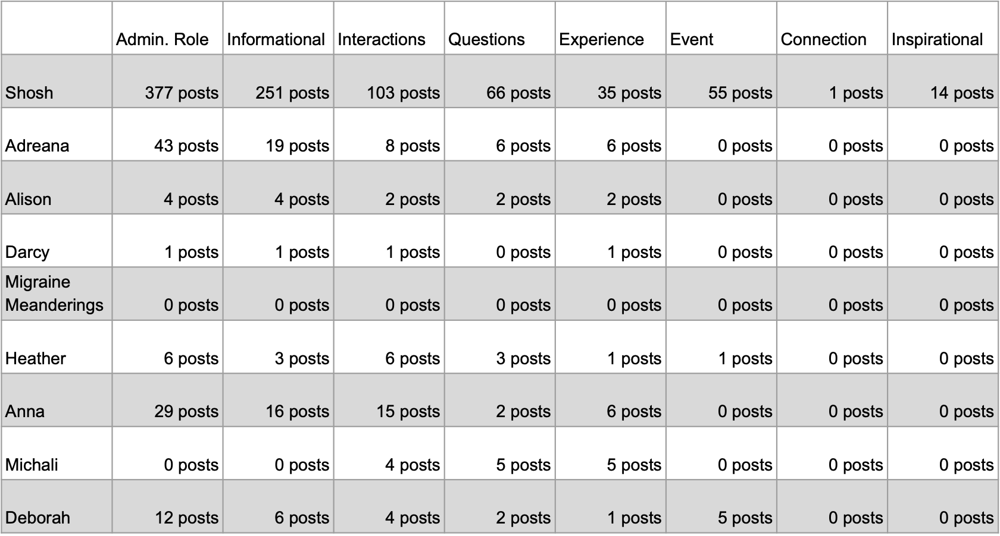 Admin. Role Informational Interactions Questions Experience Event Connection Inspirational
Shosh 377 posts 251 posts 103 posts 66 posts 35 posts 55 posts 1 posts 14 posts
Adreana 43 posts 19 posts 8 posts 6 posts 6 posts 0 posts 0 posts 0 posts
Alison 4 posts 4 posts 2 posts 2 posts 2 posts 0 posts 0 posts 0 posts
Darcy 1 posts 1 posts 1 posts 0 posts 1 posts 0 posts 0 posts 0 posts
Migraine
Meanderings 0 posts 0 posts 0 posts 0 posts 0 posts 0 posts 0 posts 0 posts
Heather 6 posts 3 posts 6 posts 3 posts 1 posts 1 posts 0 posts 0 posts
Anna 29 posts 16 posts 15 posts 2 posts 6 posts 0 posts 0 posts 0 posts
Michali 0 posts 0 posts 4 posts 5 posts 5 posts 0 posts 0 posts 0 posts
Deborah 12 posts 6 posts 4 posts 2 posts 1 posts 5 posts 0 posts 0 posts